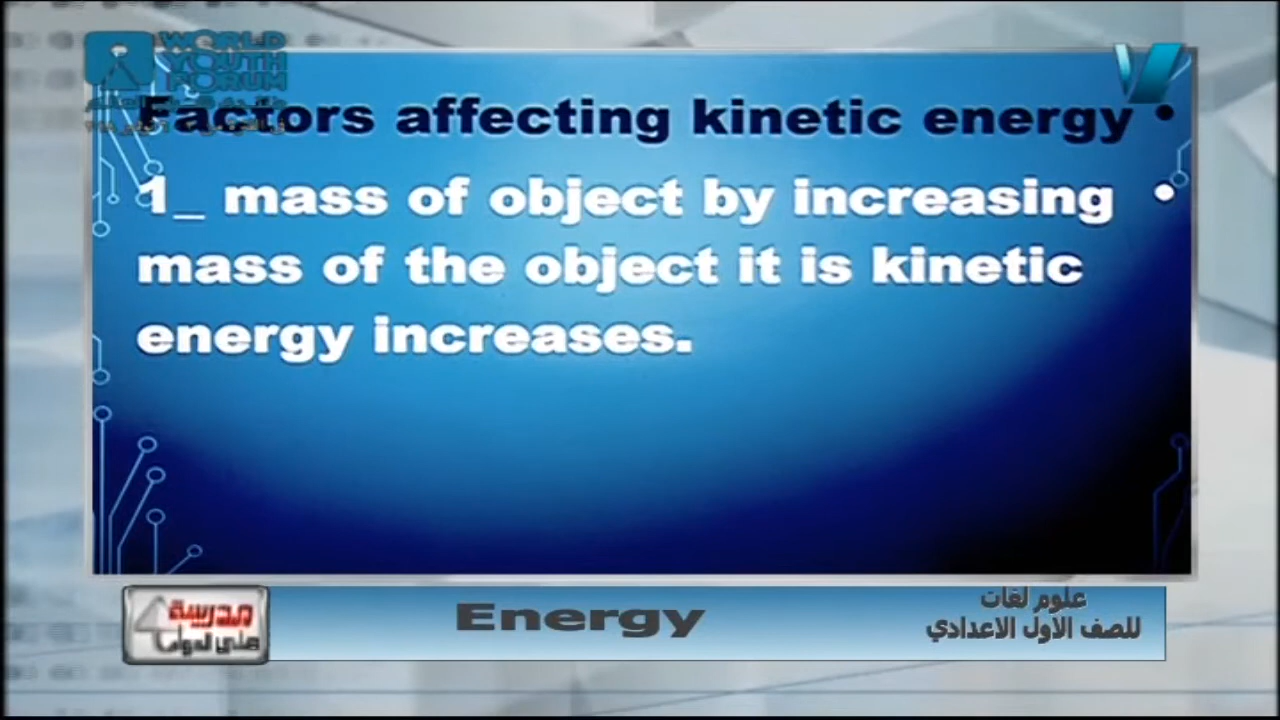 WORLD
YOUTH
FORUM
Factors affecting kinetic energy •
1_ mass of object by increasing •
mass of the object it is kinetic
energy increases.
مدرسة
على الهواء
Energy
علوم لغات
للصف الأول الاعدادي